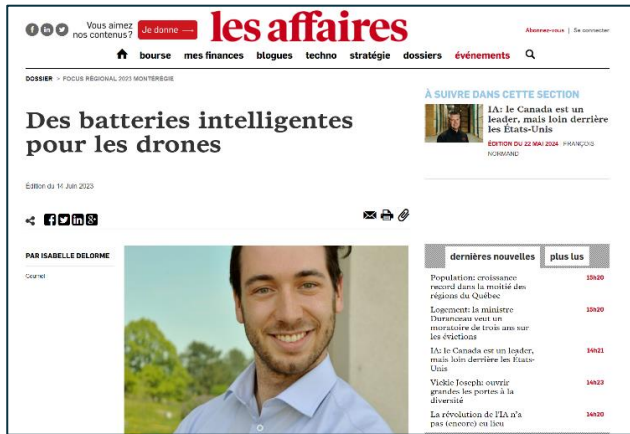 Vous aimez
nos contenus?
Je donne →
les affaires
Abonnez-vous | Se connecter
bourse mes finances blogues techno stratégie dossiers événements
DOSSIER > FOCUS RÉGIONAL 2023 MONTÉRÉGIE
Des batteries intelligentes
pour les drones
Édition du 14 Juin 2023
PAR ISABELLE DELORME
Courriel
À SUIVRE DANS CETTE SECTION
IA: le Canada est un
leader, mais loin derrière
les États-Unis
ÉDITION DU 22 MAI 2024 FRANÇOIS
NORMAND
dernières nouvelles plus lus
Population: croissance
record dans la moitié des
régions du Québec
15h20
Logement: la ministre
Duranceau veut un
moratoire de trois ans sur
les évictions
15h20
IA: le Canada est un leader,
mais loin derrière les États-
Unis
14h21
Vickie Joseph: ouvrir
grandes les portes à la
diversité
14h23
La révolution de l'IA n'a
pas (encore) eu lieu
14h20